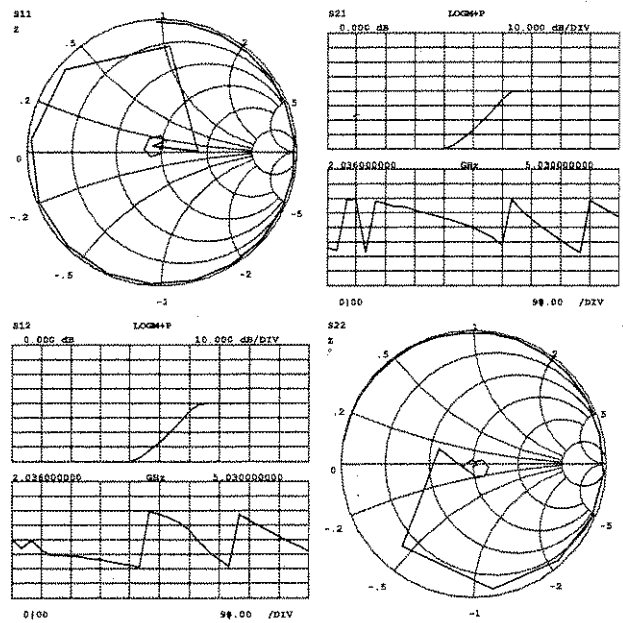 S11
Z
1
.5
2
.2
.5
0
-.2
-5
-.5
-2
-1
S21 LOGM+P
0.000 dB 10.000 dB/DIV
2.036000000 GHz 5.030000000
0|00 90.00 /DIV
S12 LOGM+P
0.000 dB 10.000 dB/DIV
2.036000000 GHz 5.030000000
0|00 90.00 /DIV
S22
Z
1
.5
2
.2
5
0
-.2
-5
-.5
-2
-1